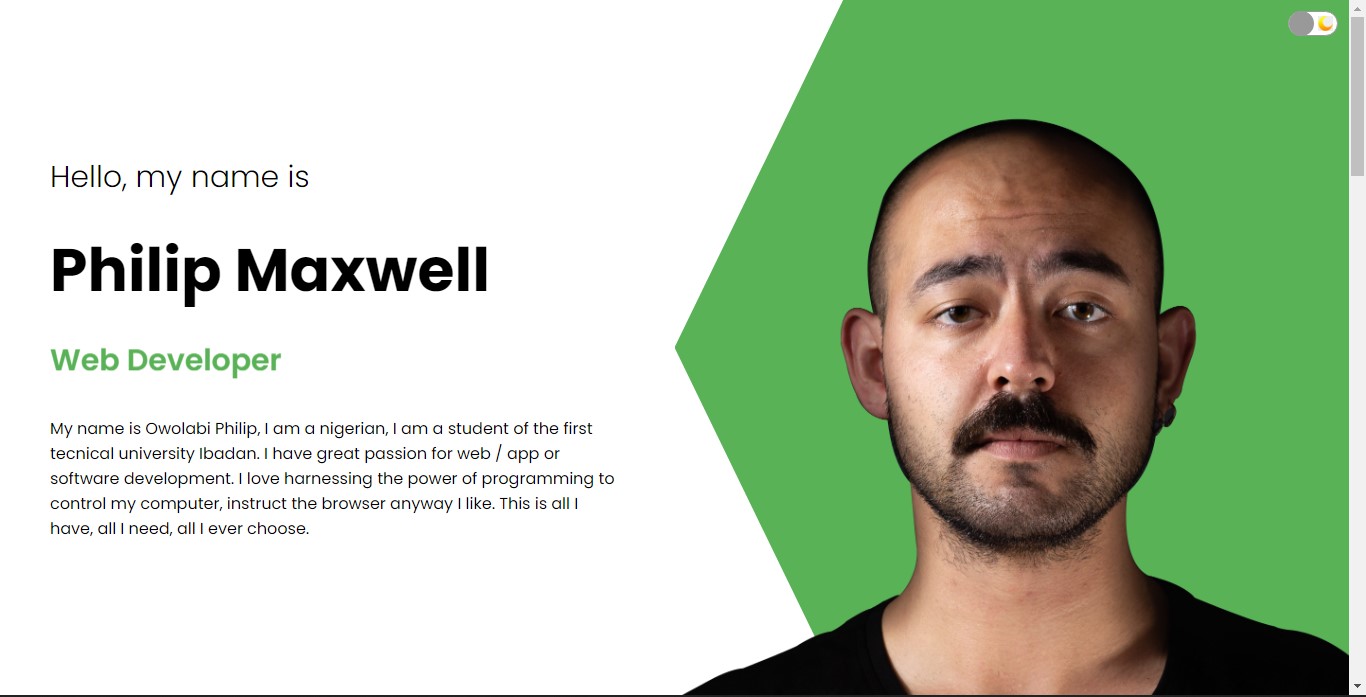 Hello, my name is
Philip Maxwell
Web Developer
My name is Owolabi Philip, I am a nigerian, I am a student of the first
tecnical university Ibadan. I have great passion for web / app or
software development. I love harnessing the power of programming to
control my computer, instruct the browser anyway I like. This is all I
have, all I need, all I ever choose.